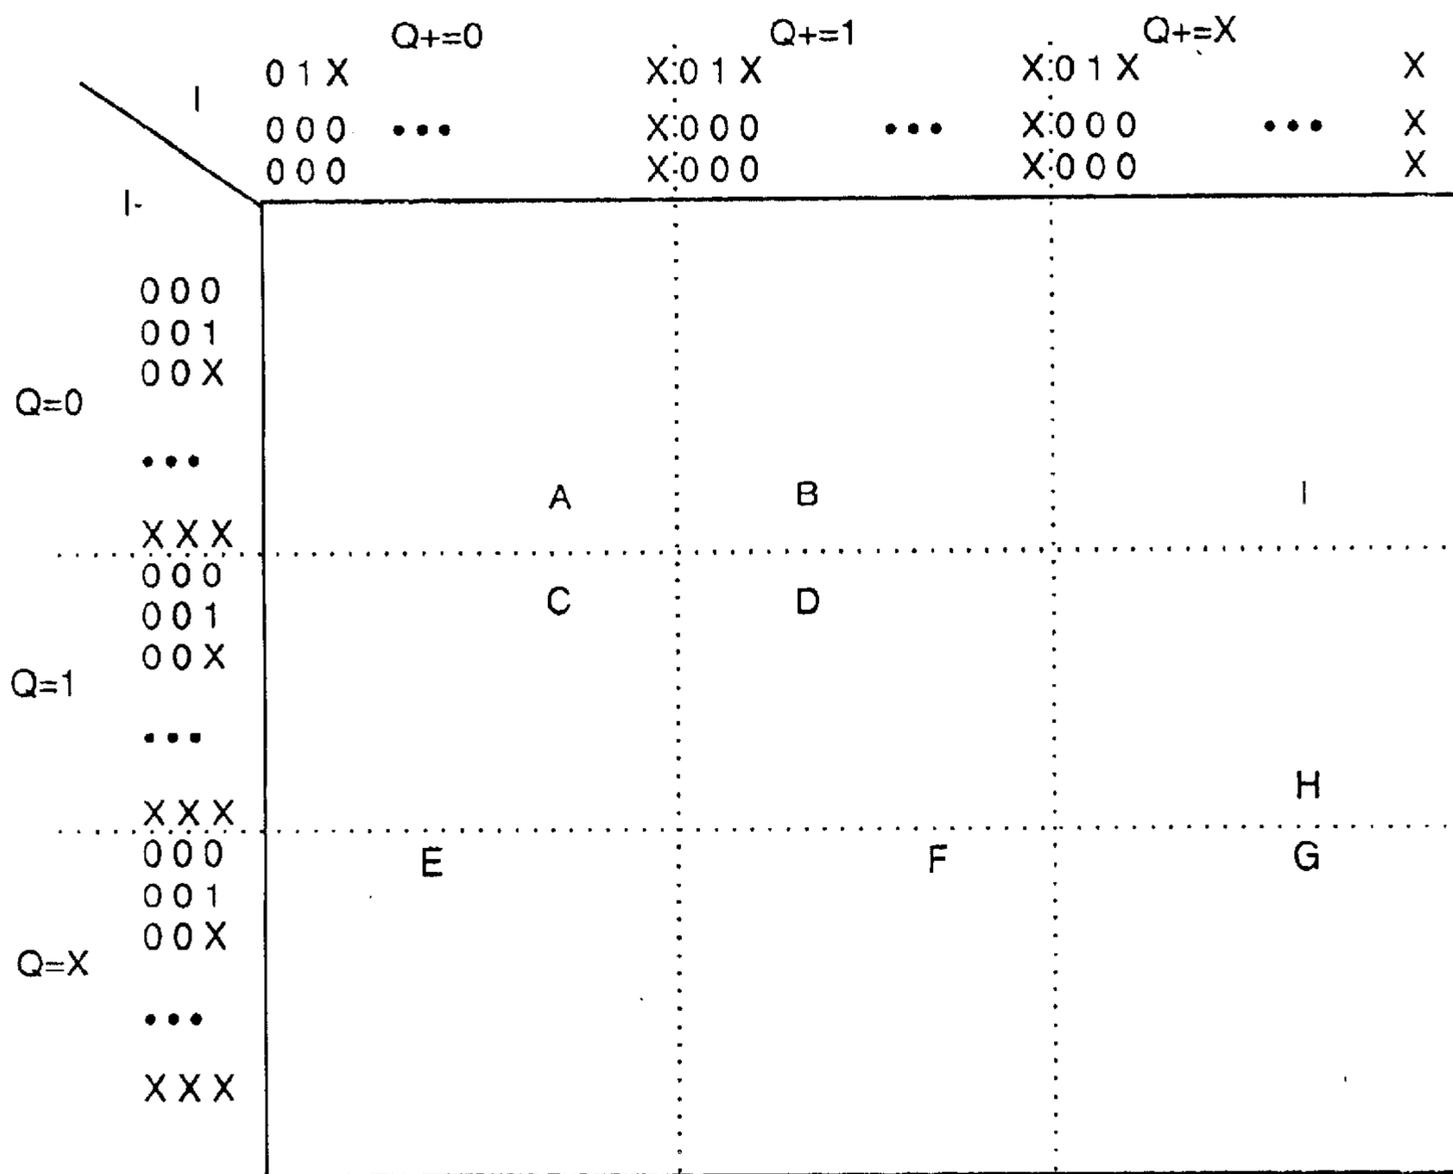 Q+=0 Q+=1 Q+=X
I 0 1 X X 0 1 X X 0 1 X X
0 0 0 ••• X 0 0 0 ••• X 0 0 0 ••• X
0 0 0 X 0 0 0 X 0 0 0 X
I-
0 0 0
0 0 1
0 0 X
Q=0
•••
A B I
X X X
0 0 0
C D
0 0 1
0 0 X
Q=1
•••
H
X X X
0 0 0 E F G
0 0 1
0 0 X
Q=X
•••
X X X